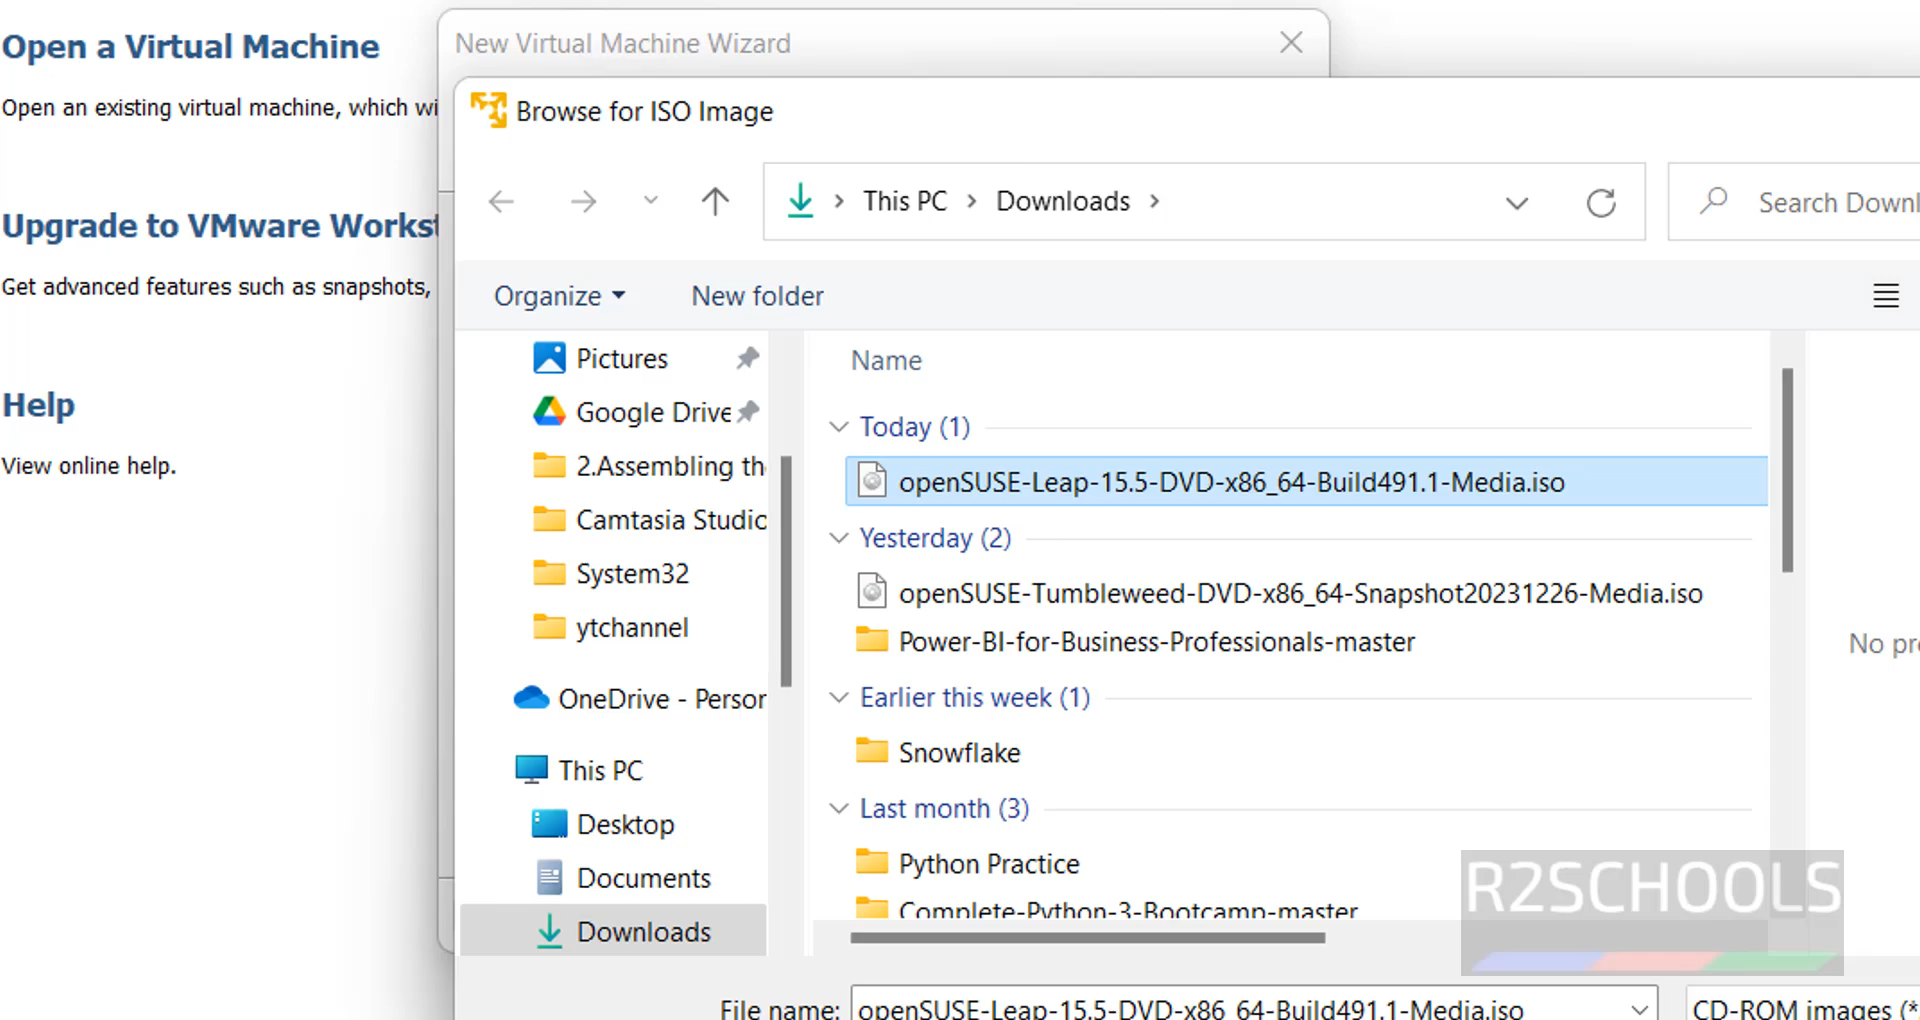 Open a Virtual Machine
Open an existing virtual machine, which wi
Upgrade to VMware Workst
Get advanced features such as snapshots,
Help
View online help.
New Virtual Machine Wizard
Browse for ISO Image
This PC > Downloads >
Search Downl
Organize
New folder
Pictures
Google Drive
2.Assembling the
Camtasia Studio
System32
ytchannel
OneDrive - Person
This PC
Desktop
Documents
Downloads
Name
Today (1)
openSUSE-Leap-15.5-DVD-x86_64-Build491.1-Media.iso
Yesterday (2)
openSUSE-Tumbleweed-DVD-x86_64-Snapshot20231226-Media.iso
Power-BI-for-Business-Professionals-master
Earlier this week (1)
Snowflake
Last month (3)
Python Practice
Complete-Python-3-Bootcamp-master
No pre
R2SCHOOLS
File name:
openSUSE-Leap-15.5-DVD-x86_64-Build491.1-Media.iso
CD-ROM images (*